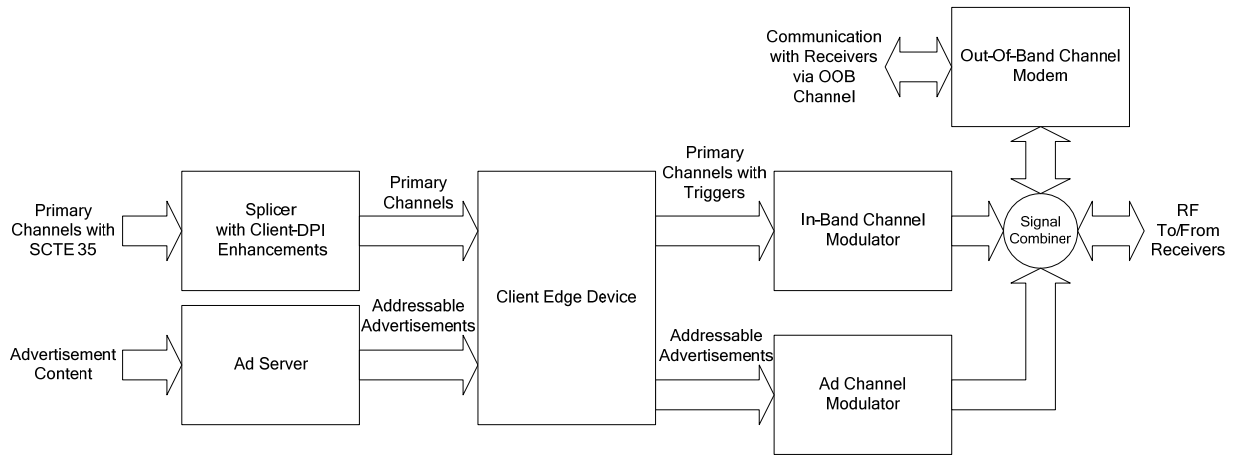 Communication
with Receivers
via OOB
Channel
Out-Of-Band Channel
Modem
Primary
Channels with
SCTE 35
Splicer
with Client-DPI
Enhancements
Primary
Channels
Client Edge Device
Primary
Channels with
Triggers
In-Band Channel
Modulator
Signal
Combiner
RF
To/From
Receivers
Advertisement
Content
Ad Server
Addressable
Advertisements
Addressable
Advertisements
Ad Channel
Modulator